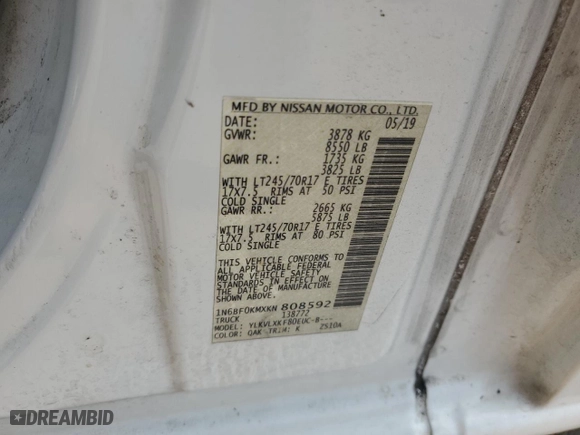 MFD BY NISSAN MOTOR CO., LTD.
DATE: 05/19
GVWR: 3878 KG
8550 LB
GAWR FR.: 1735 KG
3825 LB
WITH LT245/70R17 E TIRES
17X7.5 RIMS AT 50 PSI
COLD SINGLE
GAWR RR.: 2665 KG
5875 LB
WITH LT245/70R17 E TIRES
17X7.5 RIMS AT 80 PSI
COLD SINGLE
THIS VEHICLE CONFORMS TO
ALL APPLICABLE FEDERAL
MOTOR VEHICLE SAFETY
STANDARDS IN EFFECT ON
THE DATE OF MANUFACTURE
SHOWN ABOVE.
1N6BF0KMXKN808592
TRUCK 138772
MODEL:
COLOR: QAK TRIM: K 2510A
DREAMBID